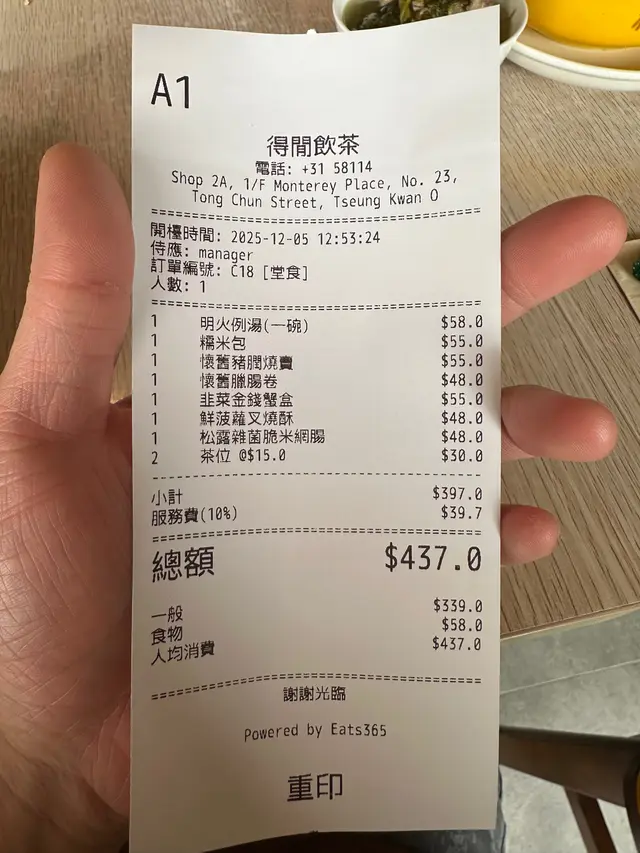 A1
得閒飲茶
電話: +31 58114
Shop 2A, 1/F Monterey Place, No. 23,
Tong Chun Street, Tseung Kwan O
開檯時間: 2025-12-05 12:53:24
侍應: manager
訂單編號: C18 [堂食]
人數: 1
1 明火例湯(一碗) $58.0
1 糯米包 $55.0
1 懷舊豬膶燒賣 $55.0
1 懷舊臘腸卷 $48.0
1 韭菜金錢蟹盒 $55.0
1 鮮菠蘿叉燒酥 $48.0
1 松露雜菌脆米網腸 $48.0
2 茶位 @$15.0 $30.0
小計 $397.0
服務費(10%) $39.7
總額 $437.0
一般 $339.0
食物 $58.0
人均消費 $437.0
謝謝光臨
Powered by Eats365
重印